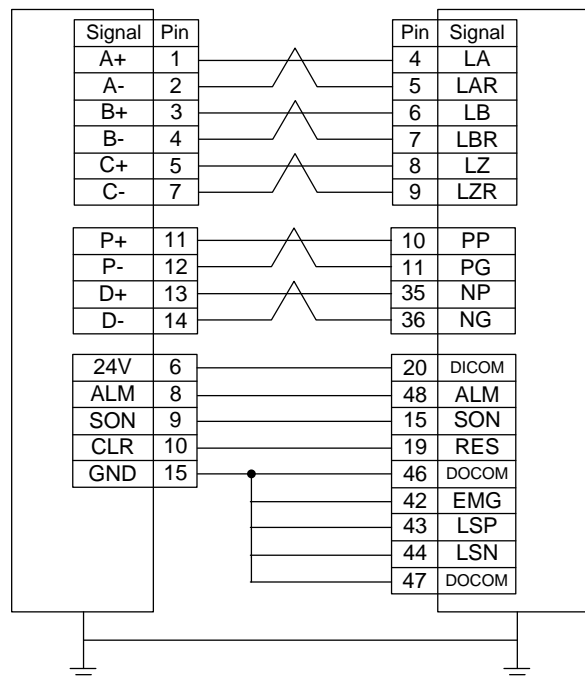 Signal Pin Pin Signal
A+ 1 4 LA
A- 2 5 LAR
B+ 3 6 LB
B- 4 7 LBR
C+ 5 8 LZ
C- 7 9 LZR
P+ 11 10 PP
P- 12 11 PG
D+ 13 35 NP
D- 14 36 NG
24V 6 20 DICOM
ALM 8 48 ALM
SON 9 15 SON
CLR 10 19 RES
GND 15 46 DOCOM
42 EMG
43 LSP
44 LSN
47 DOCOM